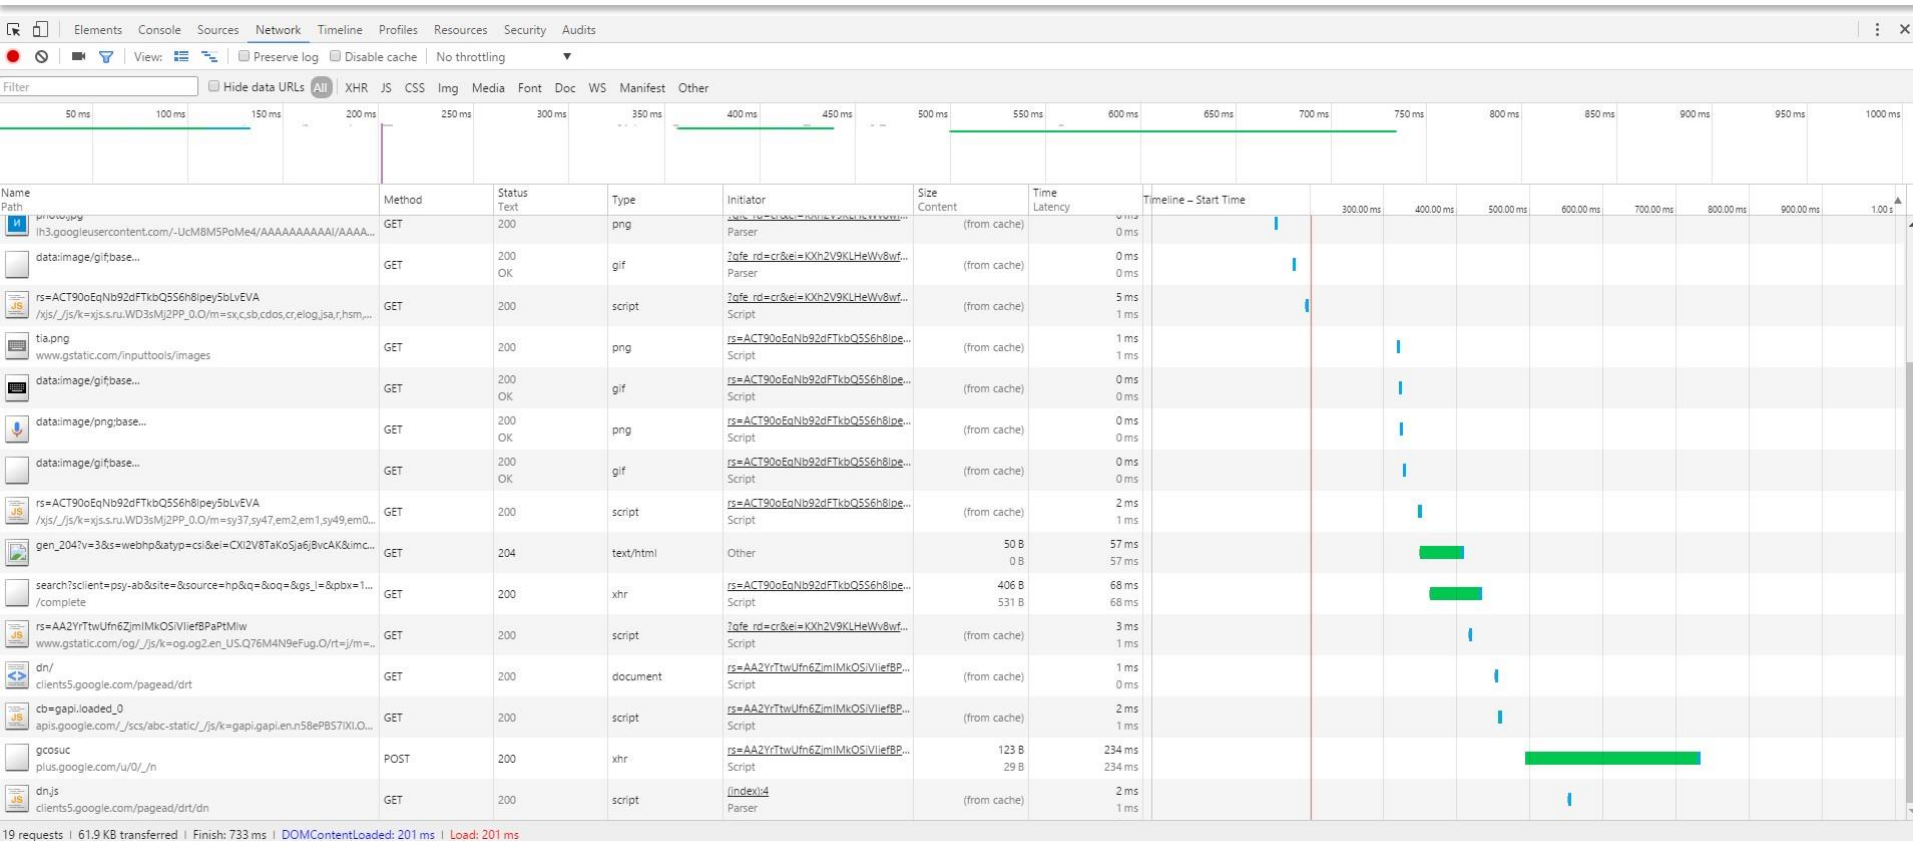 Elements Console Sources Network Timeline Profiles Resources Security Audits
View: Preserve log Disable cache No throttling
Filter Hide data URLs All XHR JS CSS Img Media Font Doc WS Manifest Other
50 ms 100 ms 150 ms 200 ms 250 ms 300 ms 350 ms 400 ms 450 ms 500 ms 550 ms 600 ms 650 ms 700 ms 750 ms 800 ms 850 ms 900 ms 950 ms 1000 ms
Name Method Status Type Initiator Size Time Timeline – Start Time
Path Text Content Latency 300.00 ms 400.00 ms 500.00 ms 600.00 ms 700.00 ms 800.00 ms 900.00 ms 1.00 s
photo.jpg GET 200 png (from cache) 0 ms
lh3.googleusercontent.com/-UcM8M5PoMe4/AAAAAAAAAAI/AAAA... Parser 0 ms
data:image/gif;base... GET 200 gif ?gfe_rd=cr&ei=KXh2V9KLHeWv8wf... (from cache) 0 ms
OK Parser 0 ms
rs=ACT90oEqNb92dFTkbQ5S6h8Ipey5bLvEVA GET 200 script ?gfe_rd=cr&ei=KXh2V9KLHeWv8wf... (from cache) 5 ms
/xjs/_/js/k=xjs.s.ru.WD3sMj2PP_0.O/m=sx,c,sb,cdos,cr,elog,jsa,r,hsm,... Script 1 ms
tia.png GET 200 png rs=ACT90oEqNb92dFTkbQ5S6h8Ipe... (from cache) 1 ms
www.gstatic.com/inputtools/images Script 1 ms
data:image/gif;base... GET 200 gif rs=ACT90oEqNb92dFTkbQ5S6h8Ipe... (from cache) 0 ms
OK Script 0 ms
data:image/png;base... GET 200 png rs=ACT90oEqNb92dFTkbQ5S6h8Ipe... (from cache) 0 ms
OK Script 0 ms
data:image/gif;base... GET 200 gif rs=ACT90oEqNb92dFTkbQ5S6h8Ipe... (from cache) 0 ms
OK Script 0 ms
rs=ACT90oEqNb92dFTkbQ5S6h8Ipey5bLvEVA GET 200 script rs=ACT90oEqNb92dFTkbQ5S6h8Ipe... (from cache) 2 ms
/xjs/_/js/k=xjs.s.ru.WD3sMj2PP_0.O/m=sy37,sy47,em2,em1,sy49,em0... Script 1 ms
gen_204?v=3&s=webhp&atyp=csi&ei=CXl2V8TaKoSja6jBvcAK&imc... GET 204 text/html Other 50 B 57 ms
0 B 57 ms
search?sclient=psy-ab&site=&source=hp&q=&oq=&gs_l=&pbx=1... GET 200 xhr rs=ACT90oEqNb92dFTkbQ5S6h8Ipe... 406 B 68 ms
/complete Script 531 B 68 ms
rs=AA2YrTtwUfn6ZjmIMkOSiVIiefBPaPtMlw GET 200 script ?gfe_rd=cr&ei=KXh2V9KLHeWv8wf... (from cache) 3 ms
www.gstatic.com/og/_/js/k=og.og2.en_US.Q76M4N9eFug.O/rt=j/m=... Script 1 ms
dn/ GET 200 document rs=AA2YrTtwUfn6ZjmIMkOSiVIiefBP... (from cache) 1 ms
clients5.google.com/pagead/drt Script 0 ms
cb=gapi.loaded_0 GET 200 script rs=AA2YrTtwUfn6ZjmIMkOSiVIiefBP... (from cache) 2 ms
apis.google.com/_/scs/abc-static/_/js/k=gapi.gapi.en.n58ePBS7IXI.O... Script 1 ms
gcosuc POST 200 xhr rs=AA2YrTtwUfn6ZjmIMkOSiVIiefBP... 123 B 234 ms
plus.google.com/u/0/_/n Script 29 B 234 ms
dn.js GET 200 script (index):4 (from cache) 2 ms
clients5.google.com/pagead/drt/dn Parser 1 ms
19 requests | 61.9 KB transferred | Finish: 733 ms | DOMContentLoaded: 201 ms | Load: 201 ms